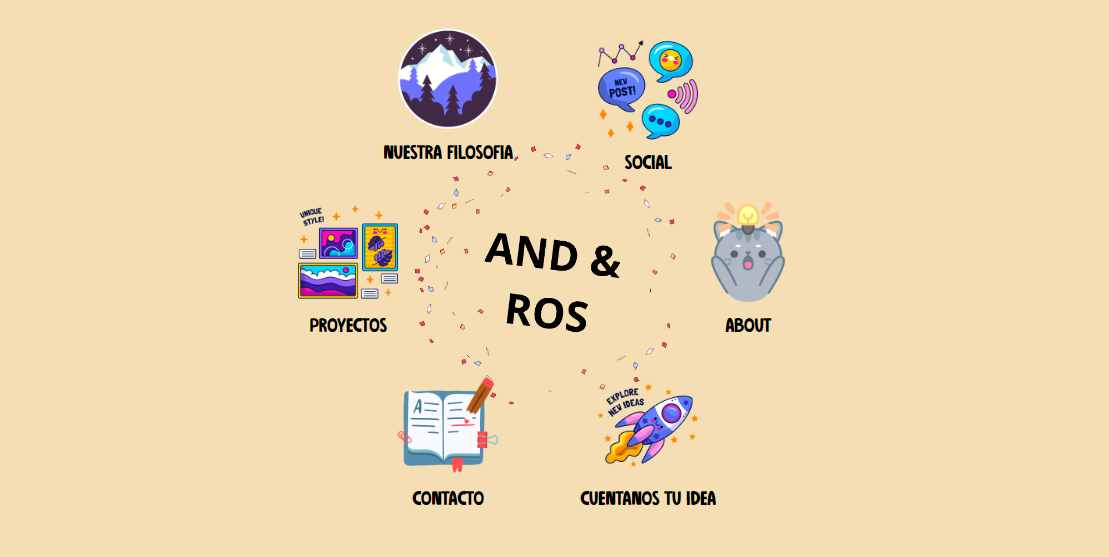 NEW
POST!
NUESTRA FILOSOFIA
SOCIAL
UNIQUE
STYLE!
AND &
ROS
PROYECTOS
ABOUT
A
EXPLORE
NEW IDEAS
CONTACTO
CUENTANOS TU IDEA